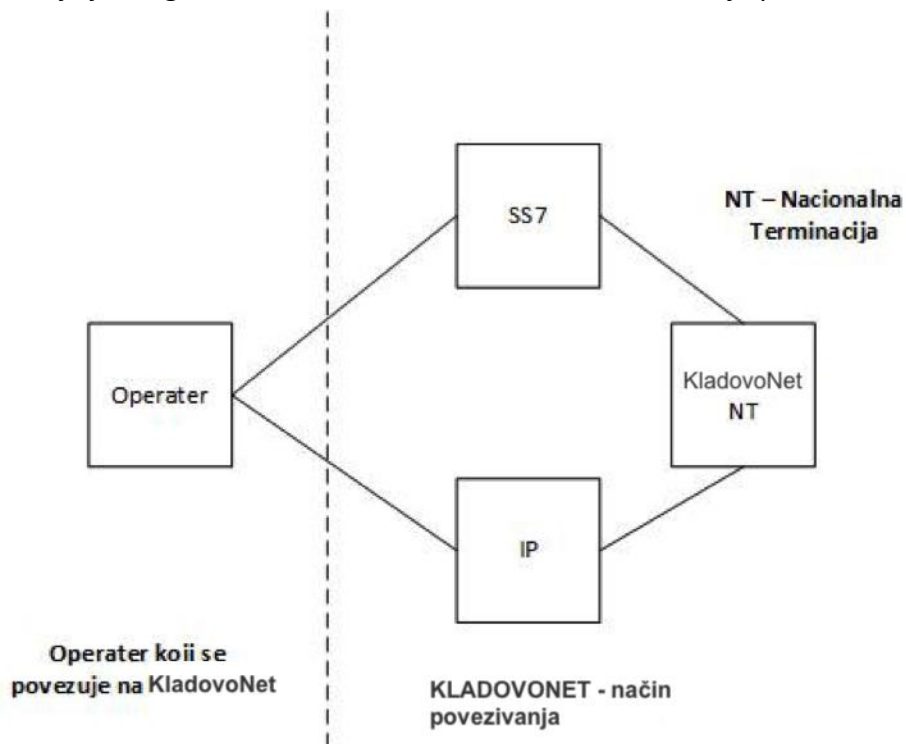 SS7
NT – Nacionalna
Terminacija
Operater
KladovoNet
NT
IP
Operater koji se
povezuje na KladovoNet
KLADOVONET - način
povezivanja